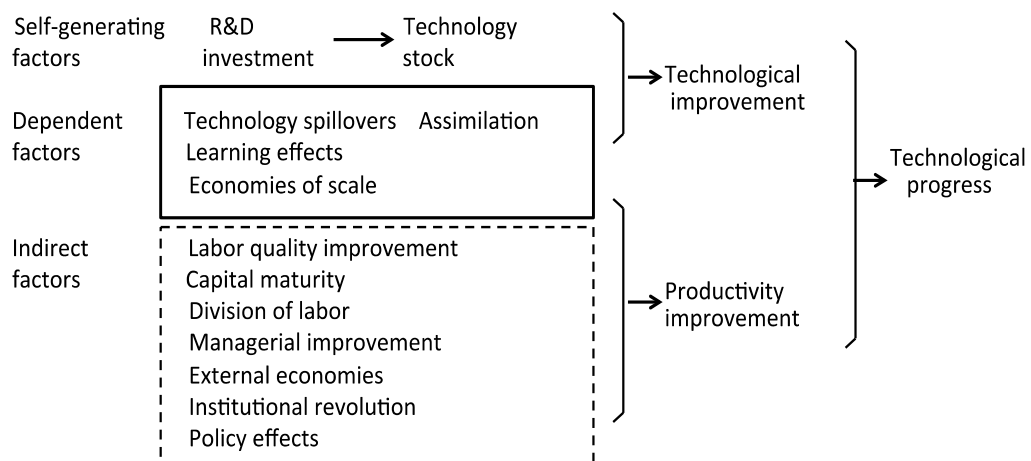 Self-generating factors
R&D investment
Technology stock
Technological improvement
Dependent factors
Technology spillovers Assimilation
Learning effects
Economies of scale
Technological progress
Indirect factors
Labor quality improvement
Capital maturity
Division of labor
Managerial improvement
External economies
Institutional revolution
Policy effects
Productivity improvement